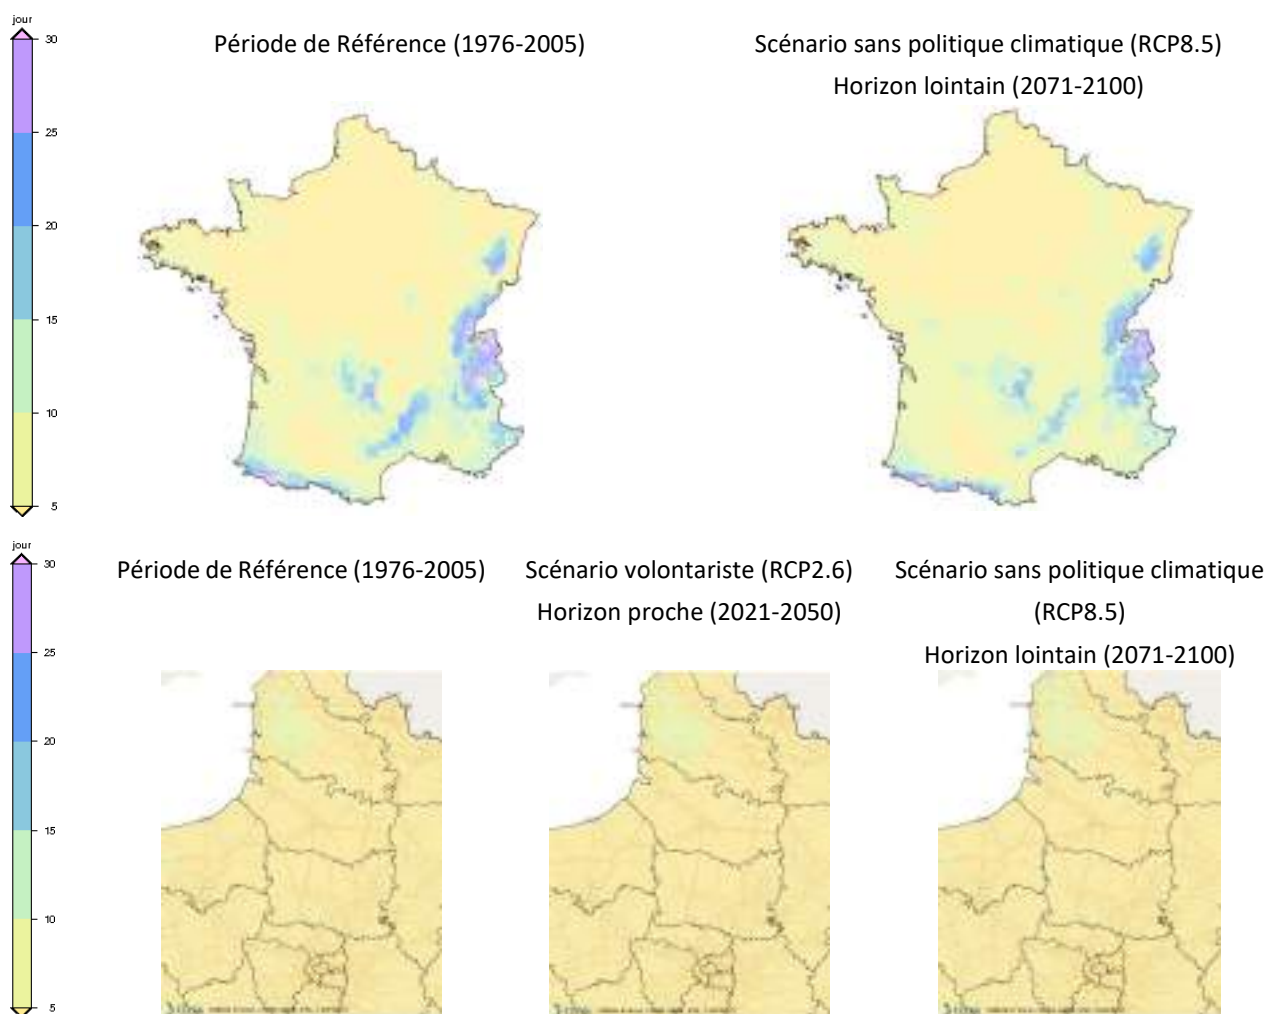 jour
30
25
20
15
10
5
Période de Référence (1976-2005)
Scénario sans politique climatique (RCP8.5)
Horizon lointain (2071-2100)
jour
30
25
20
15
10
5
Période de Référence (1976-2005)
Scénario volontariste (RCP2.6)
Horizon proche (2021-2050)
Scénario sans politique climatique
(RCP8.5)
Horizon lointain (2071-2100)